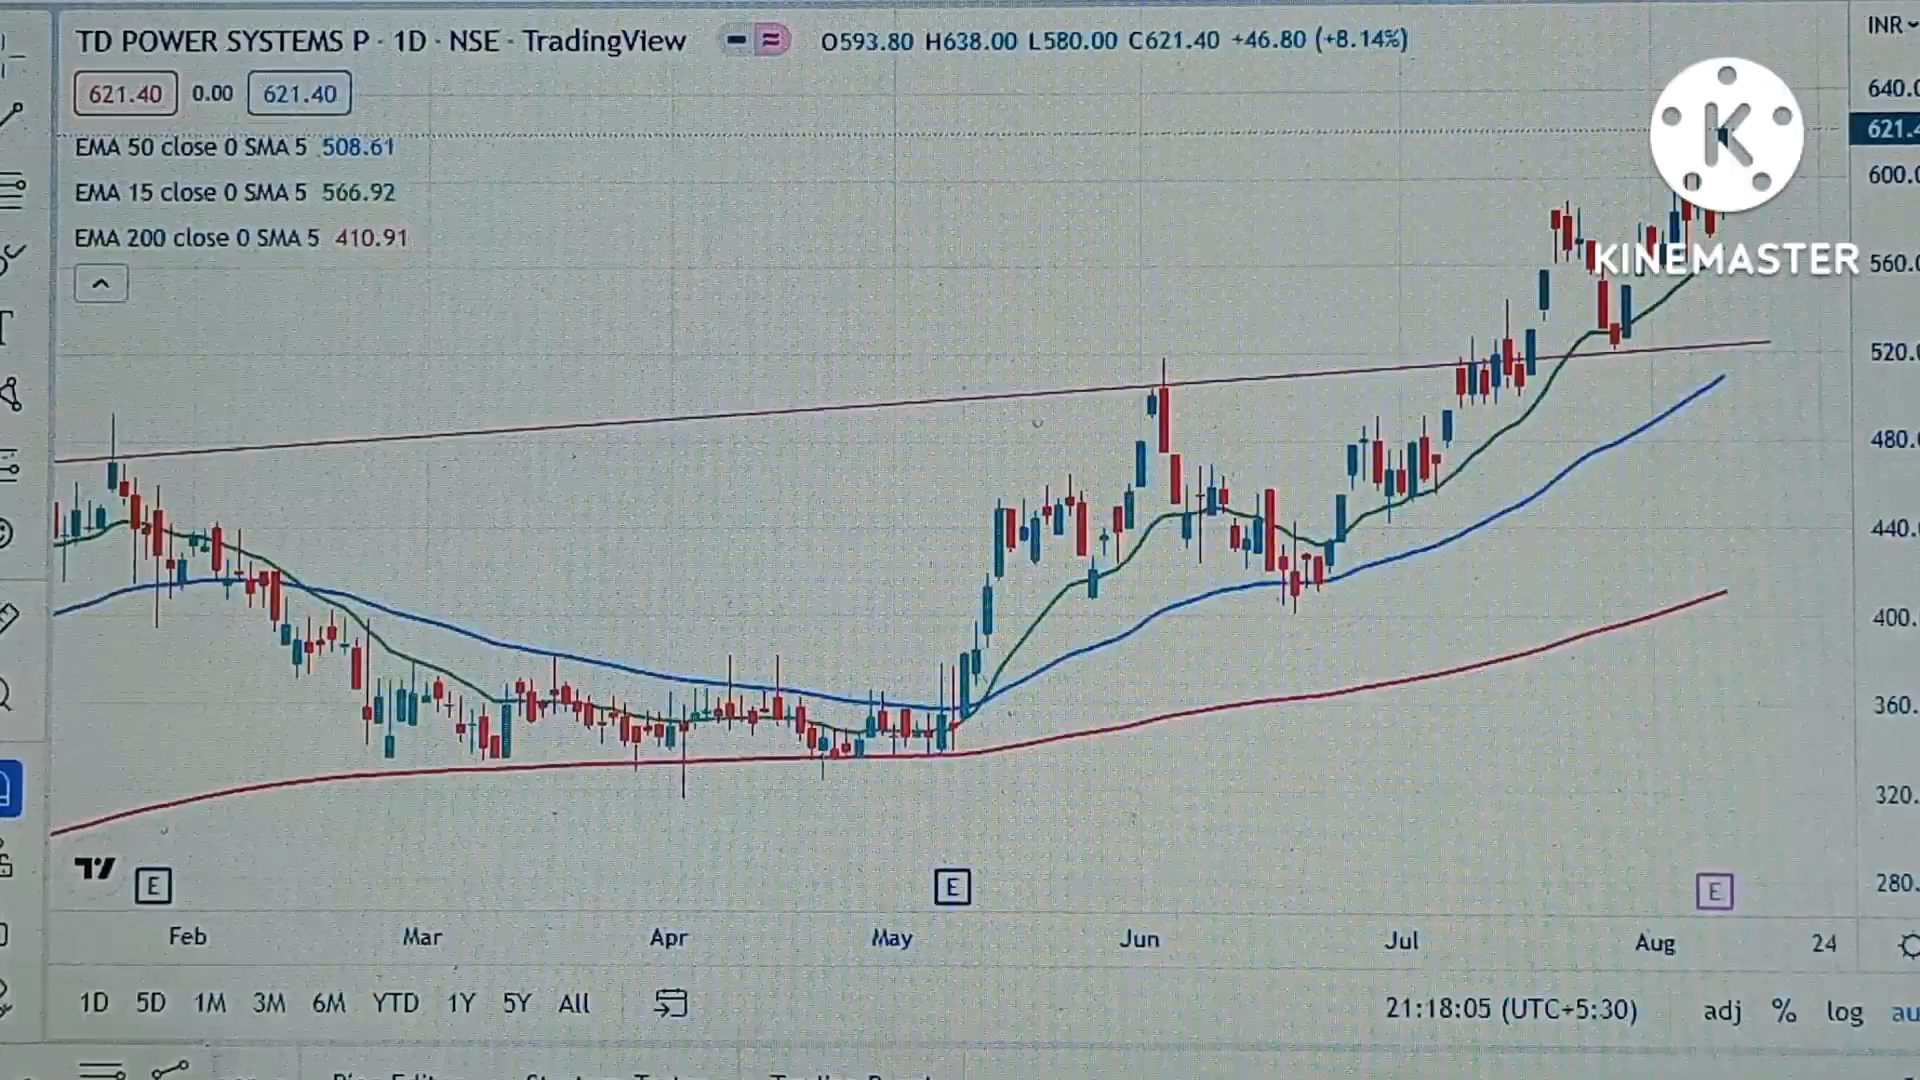 TD POWER SYSTEMS P · 1D · NSE · TradingView O593.80 H638.00 L580.00 C621.40 +46.80 (+8.14%) INR
621.40 0.00 621.40
EMA 50 close 0 SMA 5 508.61
EMA 15 close 0 SMA 5 566.92
EMA 200 close 0 SMA 5 410.91
K
KINEMASTER
640.0
621.4
600.0
560.0
520.0
480.0
440.0
400.
360.
320.
280.
E E E
Feb Mar Apr May Jun Jul Aug 24
1D 5D 1M 3M 6M YTD 1Y 5Y All 21:18:05 (UTC+5:30) adj % log au